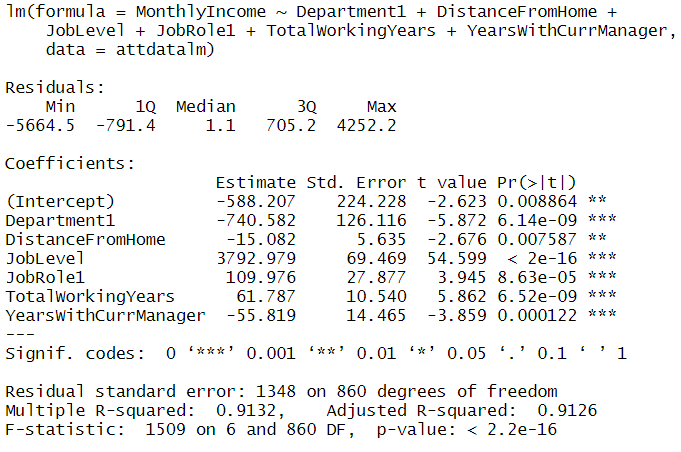 lm(formula = MonthlyIncome ~ Department1 + DistanceFromHome +
    JobLevel + JobRole1 + TotalWorkingYears + YearsWithCurrManager,
    data = attdatalm)

Residuals:
    Min      1Q  Median      3Q     Max
-5664.5  -791.4     1.1   705.2  4252.2

Coefficients:
                     Estimate Std. Error t value Pr(>|t|)
(Intercept)          -588.207    224.228  -2.623 0.008864 **
Department1          -740.582    126.116  -5.872 6.14e-09 ***
DistanceFromHome      -15.082      5.635  -2.676 0.007587 **
JobLevel             3792.979     69.469  54.599  < 2e-16 ***
JobRole1              109.976     27.877   3.945 8.63e-05 ***
TotalWorkingYears      61.787     10.540   5.862 6.52e-09 ***
YearsWithCurrManager  -55.819     14.465  -3.859 0.000122 ***
---
Signif. codes:  0 ‘***’ 0.001 ‘**’ 0.01 ‘*’ 0.05 ‘.’ 0.1 ‘ ’ 1

Residual standard error: 1348 on 860 degrees of freedom
Multiple R-squared:  0.9132,    Adjusted R-squared:  0.9126
F-statistic:  1509 on 6 and 860 DF,  p-value: < 2.2e-16